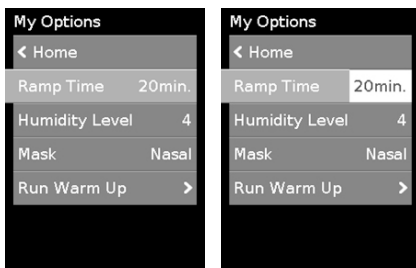 My Options
< Home
Ramp Time 20min.
Humidity Level 4
Mask Nasal
Run Warm Up >
My Options
< Home
Ramp Time 20min.
Humidity Level 4
Mask Nasal
Run Warm Up >